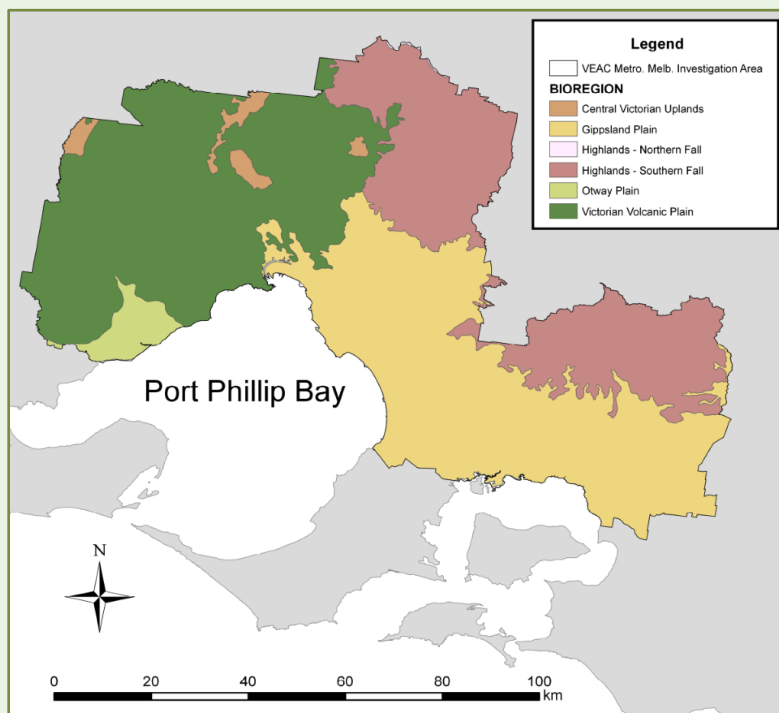 Legend
VEAC Metro. Melb. Investigation Area
BIOREGION
Central Victorian Uplands
Gippsland Plain
Highlands - Northern Fall
Highlands - Southern Fall
Otway Plain
Victorian Volcanic Plain
Port Phillip Bay
N
0 20 40 60 80 100
km